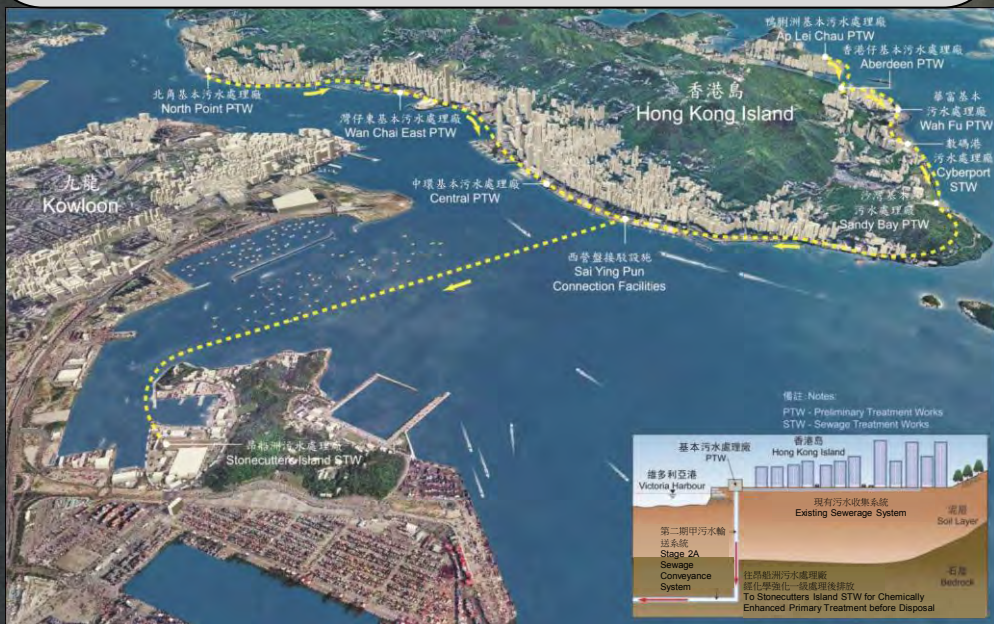 鴨脷洲基本污水處理廠
Ap Lei Chau PTW
香港仔基本污水處理廠
Aberdeen PTW
華富基本
污水處理廠
Wah Fu PTW
數碼港
污水處理廠
Cyberport
STW
沙灣基本
污水處理廠
Sandy Bay PTW
香港島
Hong Kong Island
北角基本污水處理廠
North Point PTW
灣仔東基本污水處理廠
Wan Chai East PTW
中環基本污水處理廠
Central PTW
九龍
Kowloon
西營盤接駁設施
Sai Ying Pun
Connection Facilities
昂船洲污水處理廠
Stonecutters Island STW
備註 Notes:
PTW - Preliminary Treatment Works
STW - Sewage Treatment Works
基本污水處理廠
PTW
香港島
Hong Kong Island
維多利亞港
Victoria Harbour
現有污水收集系統
Existing Sewerage System
泥層
Soil Layer
第二期甲污水輸
送系統
Stage 2A
Sewage
Conveyance
System
石層
Bedrock
往昂船洲污水處理廠
經化學強化一級處理後排放
To Stonecutters Island STW for Chemically
Enhanced Primary Treatment before Disposal